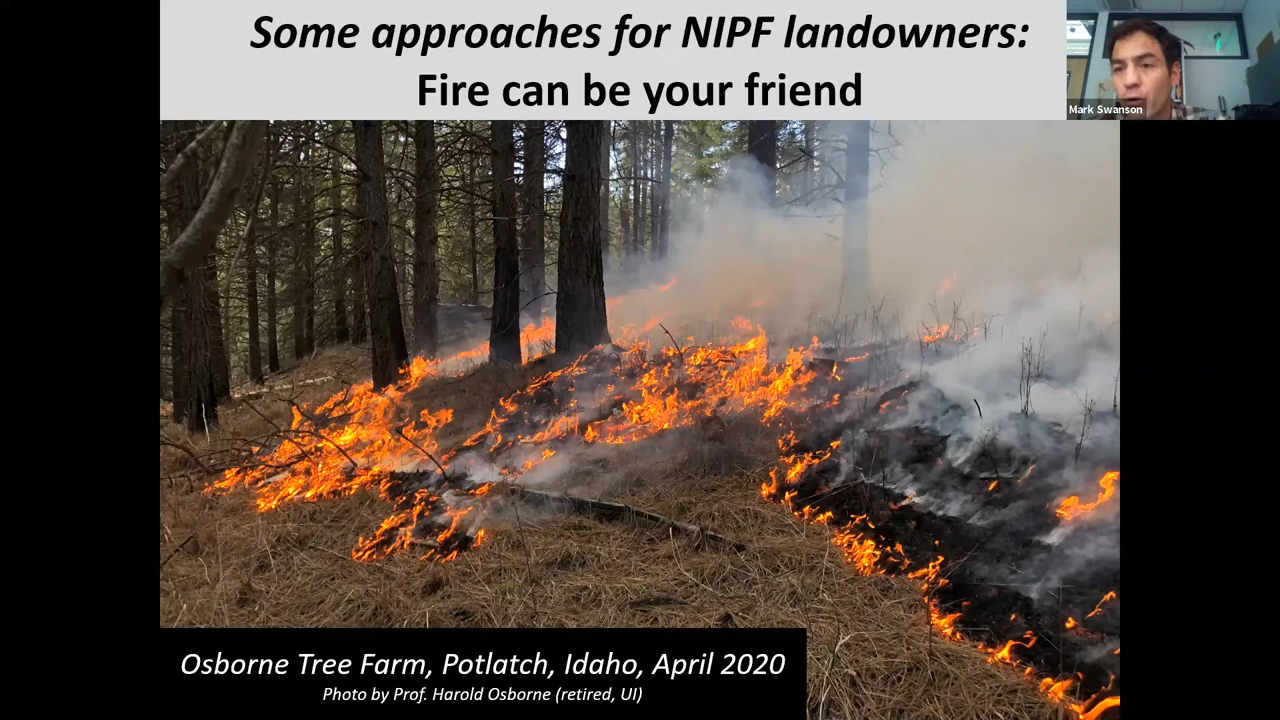 Some approaches for NIPF landowners:
Fire can be your friend
Mark Swanson
Osborne Tree Farm, Potlatch, Idaho, April 2020
Photo by Prof. Harold Osborne (retired, UI)